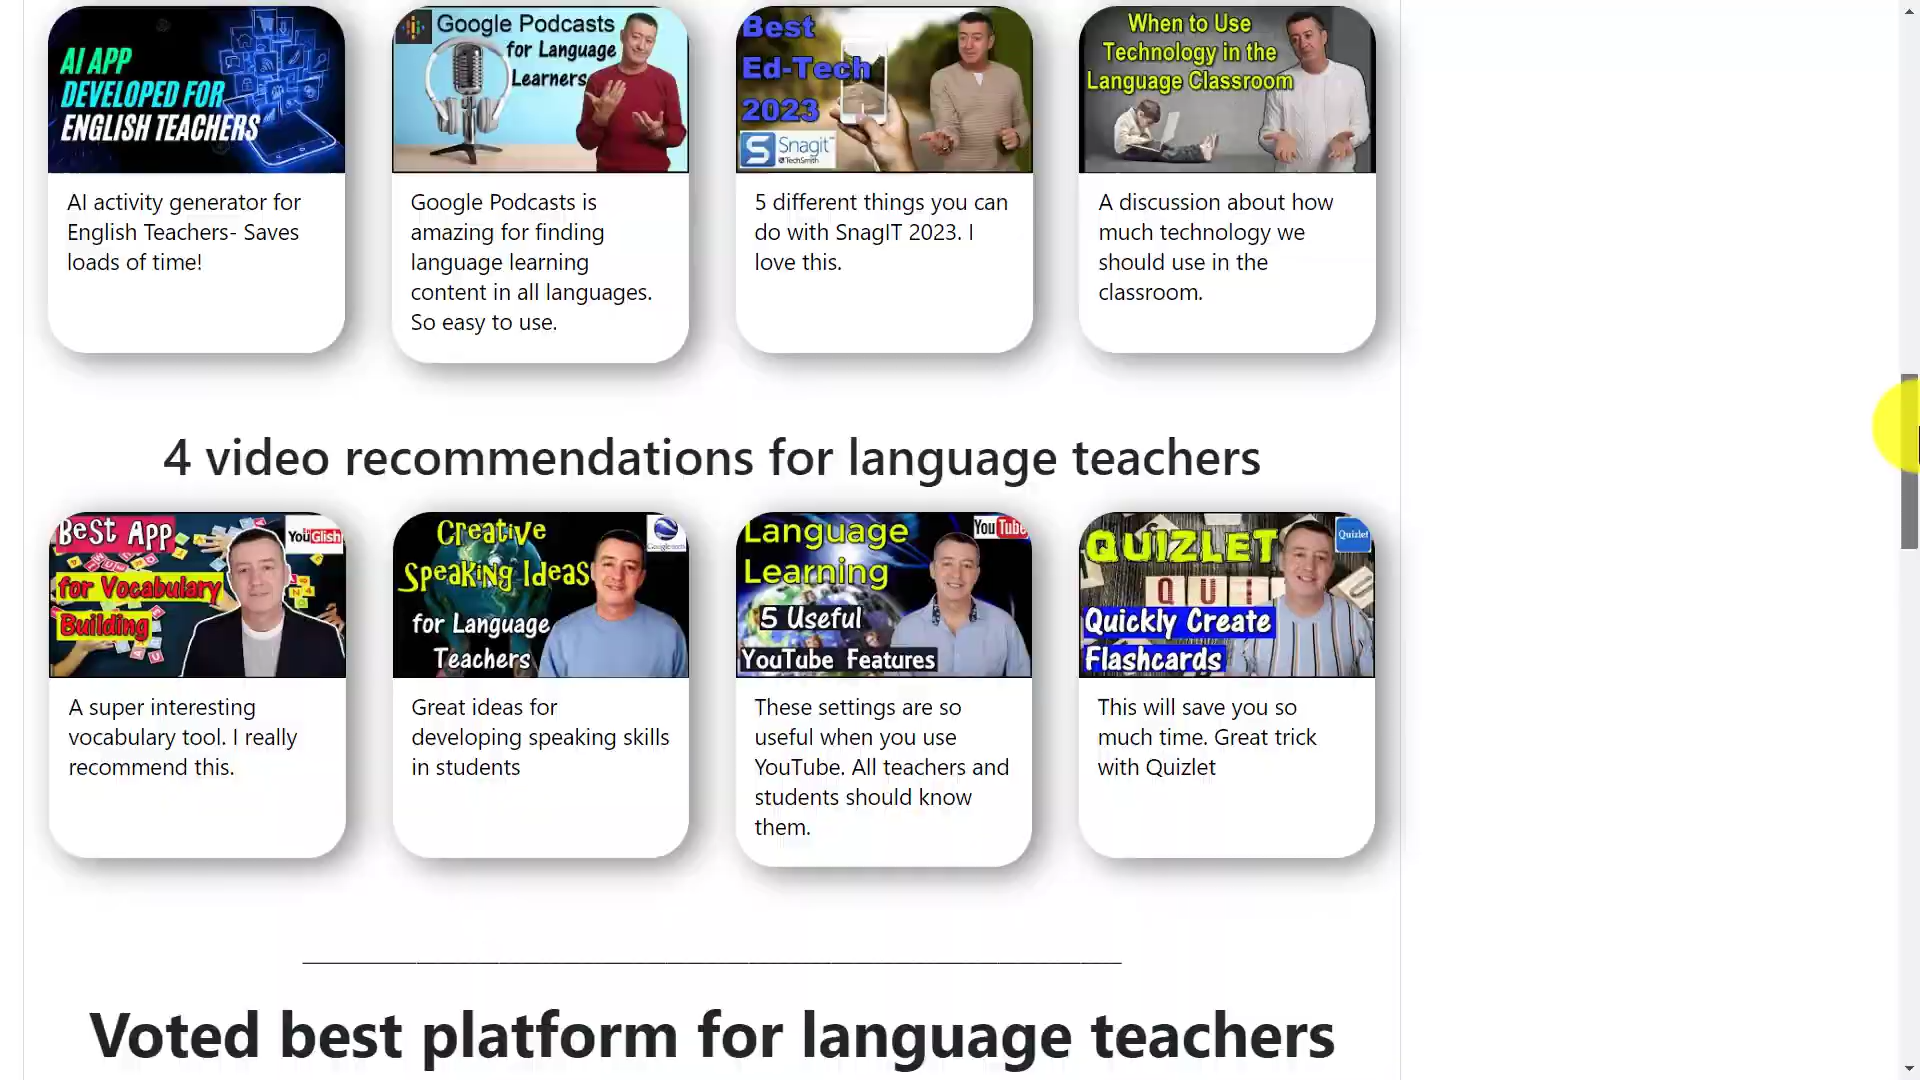 AI APP
DEVELOPED FOR
ENGLISH TEACHERS
AI activity generator for
English Teachers- Saves
loads of time!
Google Podcasts
for Language
Learners
Google Podcasts is
amazing for finding
language learning
content in all languages.
So easy to use.
Best
Ed-Tech
2023
S Snagit™
TechSmith
5 different things you can
do with SnagIT 2023. I
love this.
When to Use
Technology in the
Language Classroom
A discussion about how
much technology we
should use in the
classroom.
4 video recommendations for language teachers
Best App
for Vocabulary
Building
YouGlish
A super interesting
vocabulary tool. I really
recommend this.
Creative
Speaking Ideas
for Language
Teachers
Great ideas for
developing speaking skills
in students
Language
Learning
5 Useful
YouTube Features
YouTube
These settings are so
useful when you use
YouTube. All teachers and
students should know
them.
QUIZLET
Quizlet
QUI
Quickly Create
Flashcards
This will save you so
much time. Great trick
with Quizlet
Voted best platform for language teachers